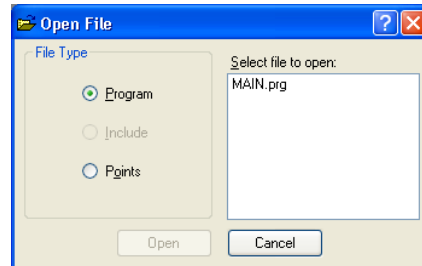 Open File
File Type
Program
Include
Points
Select file to open:
MAIN.prg
Open
Cancel